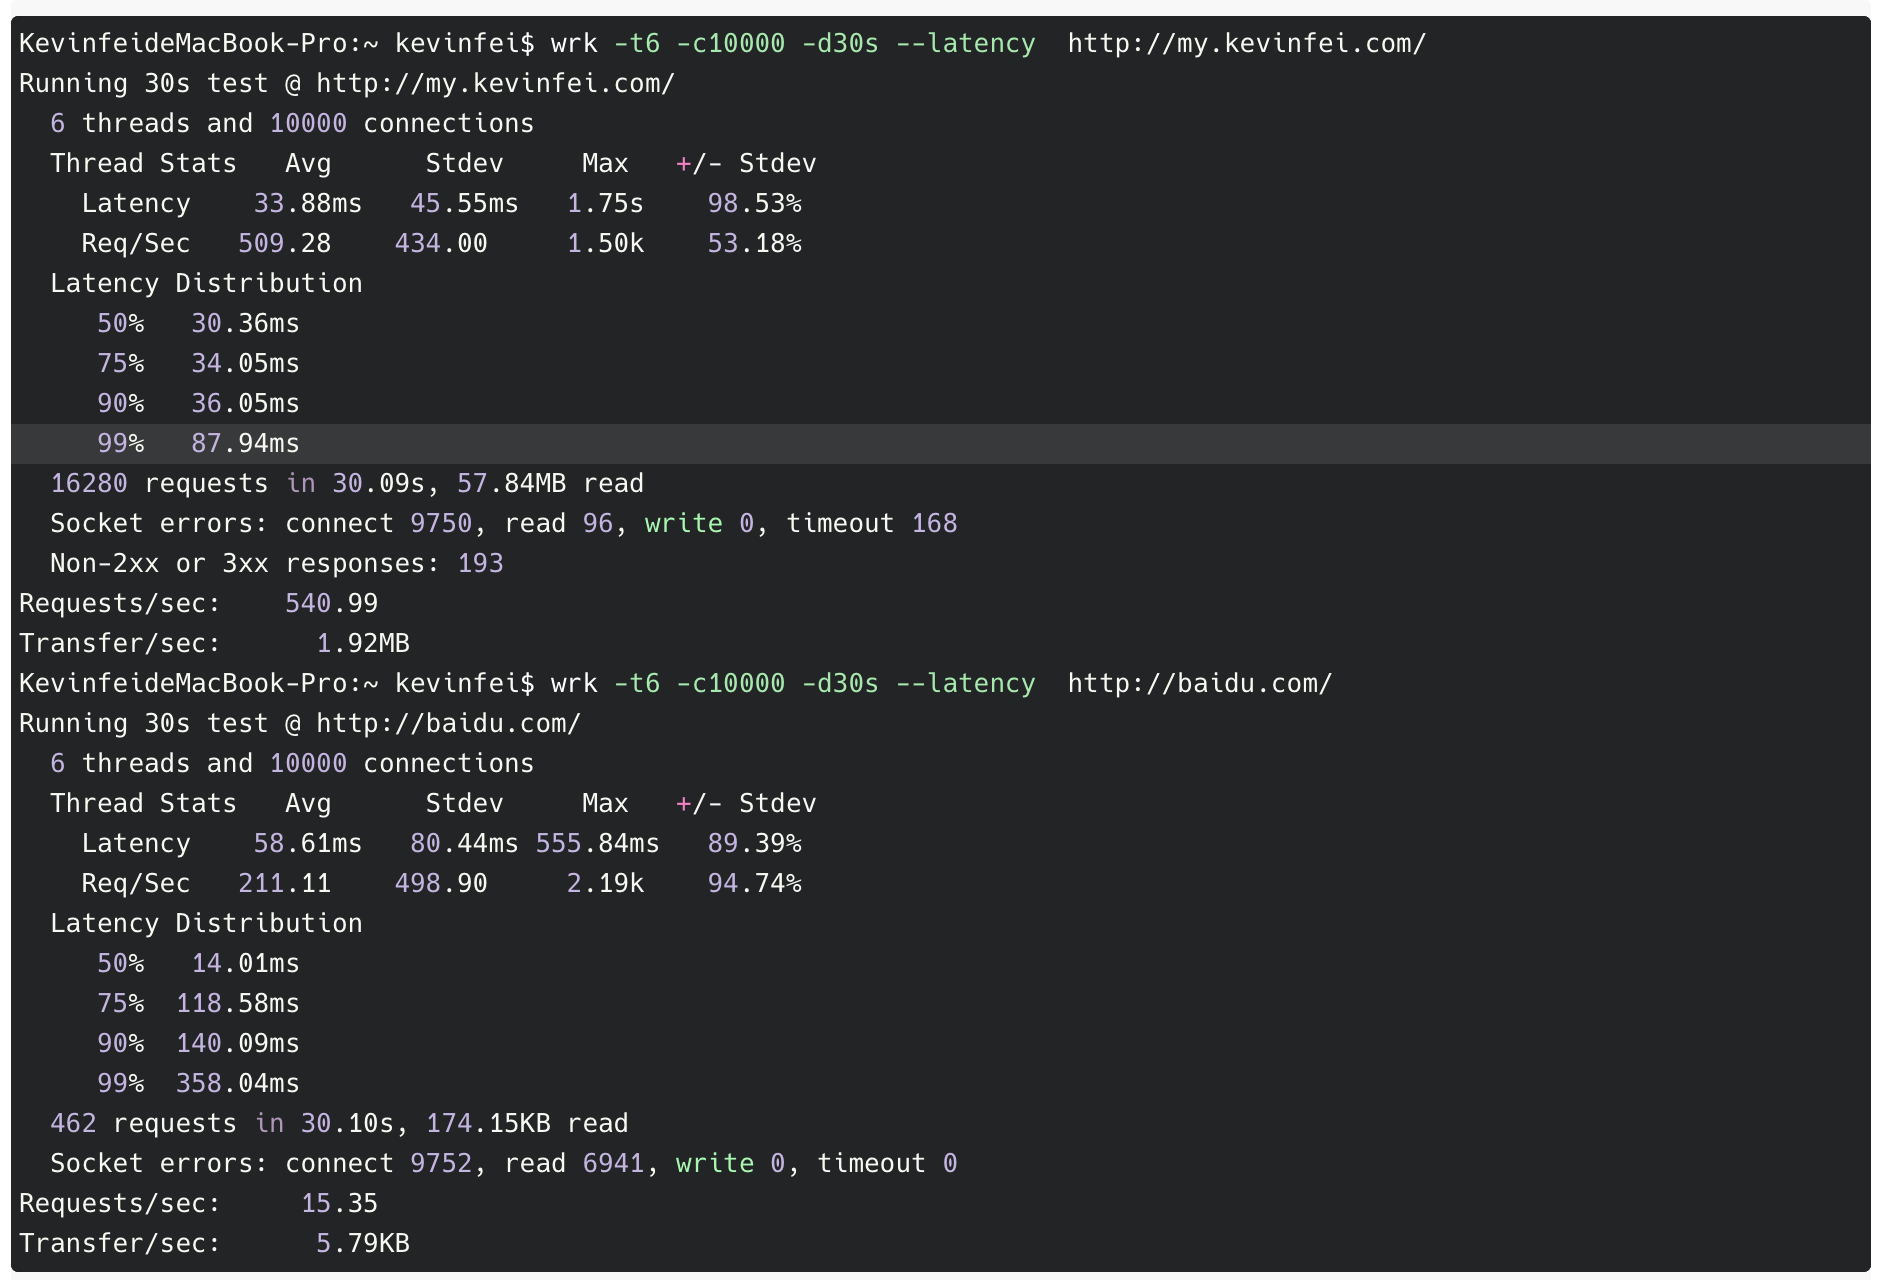 KevinfeideMacBook-Pro:~ kevinfei$ wrk -t6 -c10000 -d30s --latency  http://my.kevinfei.com/
Running 30s test @ http://my.kevinfei.com/
  6 threads and 10000 connections
  Thread Stats   Avg      Stdev     Max   +/- Stdev
    Latency    33.88ms   45.55ms   1.75s    98.53%
    Req/Sec   509.28    434.00     1.50k    53.18%
  Latency Distribution
     50%   30.36ms
     75%   34.05ms
     90%   36.05ms
     99%   87.94ms
  16280 requests in 30.09s, 57.84MB read
  Socket errors: connect 9750, read 96, write 0, timeout 168
  Non-2xx or 3xx responses: 193
Requests/sec:    540.99
Transfer/sec:      1.92MB
KevinfeideMacBook-Pro:~ kevinfei$ wrk -t6 -c10000 -d30s --latency  http://baidu.com/
Running 30s test @ http://baidu.com/
  6 threads and 10000 connections
  Thread Stats   Avg      Stdev     Max   +/- Stdev
    Latency    58.61ms   80.44ms 555.84ms   89.39%
    Req/Sec   211.11    498.90     2.19k    94.74%
  Latency Distribution
     50%   14.01ms
     75%  118.58ms
     90%  140.09ms
     99%  358.04ms
  462 requests in 30.10s, 174.15KB read
  Socket errors: connect 9752, read 6941, write 0, timeout 0
Requests/sec:     15.35
Transfer/sec:      5.79KB